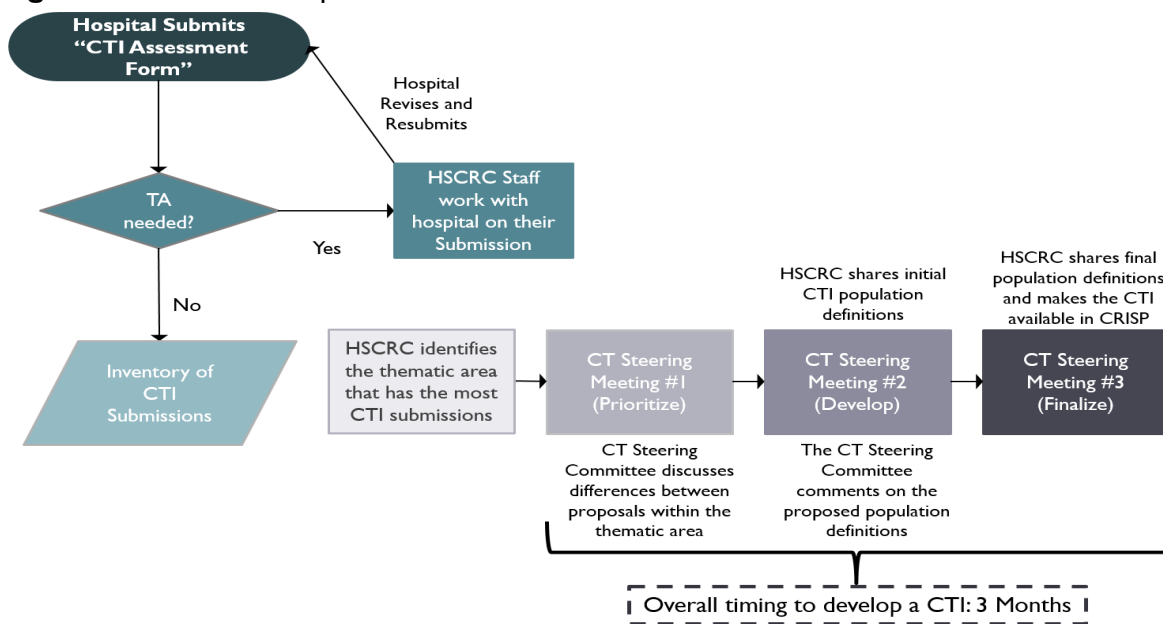 Hospital Submits
“CTI Assessment
Form”
Hospital
Revises and
Resubmits
TA
needed?
Yes
HSCRC Staff
work with
hospital on their
Submission
No
Inventory of
CTI
Submissions
HSCRC identifies
the thematic area
that has the most
CTI submissions
CT Steering
Meeting #1
(Prioritize)
CT Steering
Committee discusses
differences between
proposals within the
thematic area
HSCRC shares initial
CTI population
definitions
CT Steering
Meeting #2
(Develop)
The CT Steering
Committee
comments on the
proposed population
definitions
HSCRC shares final
population definitions
and makes the CTI
available in CRISP
CT Steering
Meeting #3
(Finalize)
Overall timing to develop a CTI: 3 Months